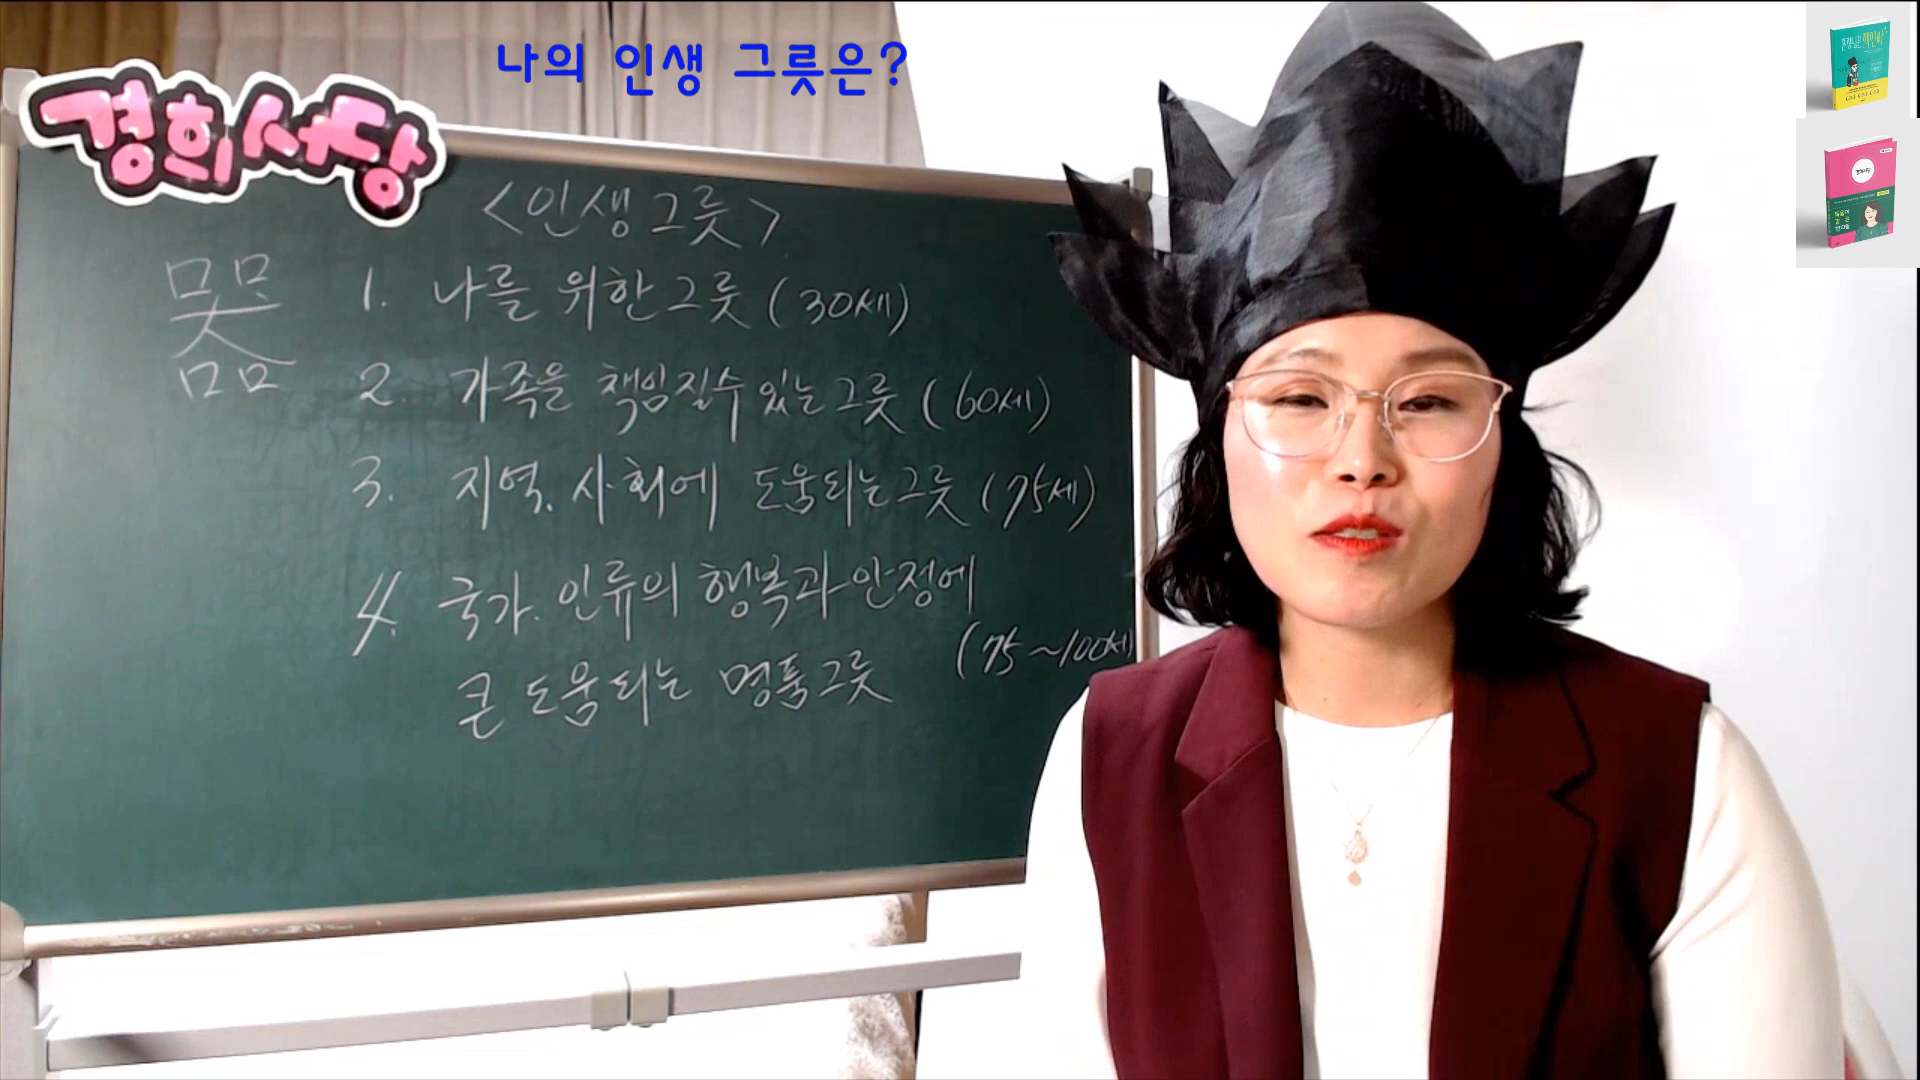 나의 인생 그릇은?
경희서당
<인생그릇>
器
1. 나를 위한 그릇 (30세)
2. 가족을 책임질수 있는 그릇 (60세)
3. 지역. 사회에 도움되는 그릇 (75세)
4. 국가. 인류의 행복과 안정에
(75~100세)
큰 도움되는 명품그릇